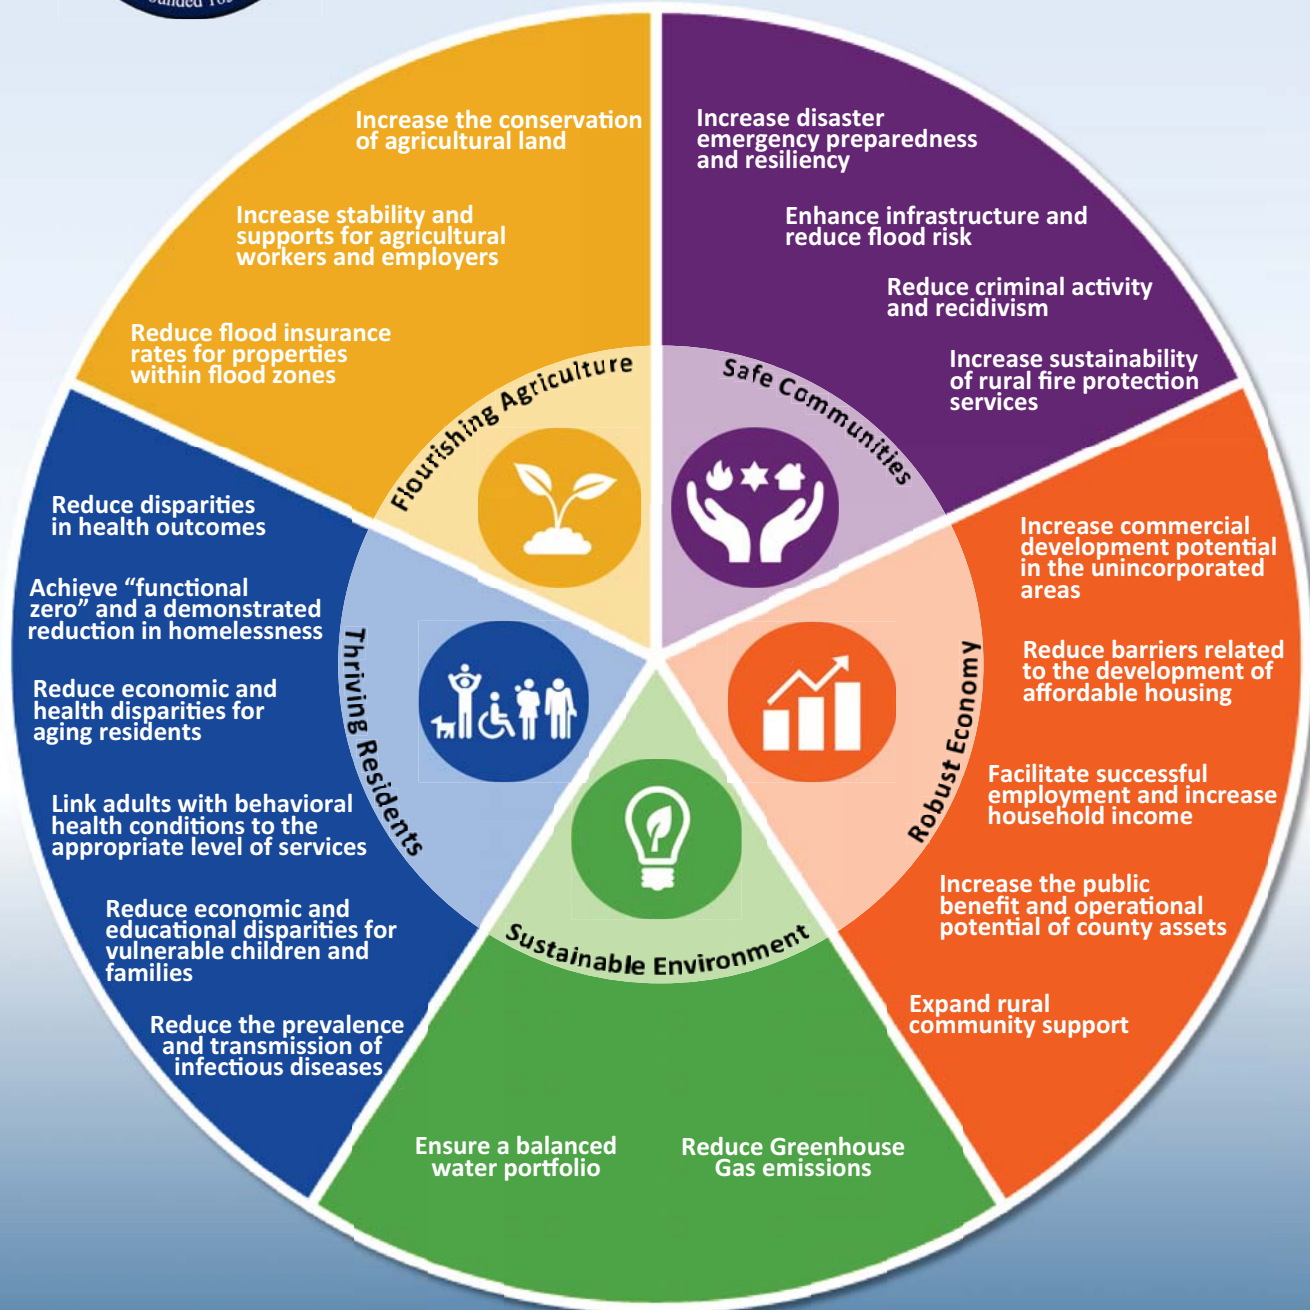 Increase the conservation
of agricultural land
Increase stability and
supports for agricultural
workers and employers
Reduce flood insurance
rates for properties
within flood zones
Flourishing Agriculture
Increase disaster
emergency preparedness
and resiliency
Enhance infrastructure and
reduce flood risk
Reduce criminal activity
and recidivism
Increase sustainability
of rural fire protection
services
Safe Communities
Increase commercial
development potential
in the unincorporated
areas
Reduce barriers related
to the development of
affordable housing
Facilitate successful
employment and increase
household income
Increase the public
benefit and operational
potential of county assets
Expand rural
community support
Robust Economy
Sustainable Environment
Ensure a balanced
water portfolio
Reduce Greenhouse
Gas emissions
Reduce disparities
in health outcomes
Achieve “functional
zero” and a demonstrated
reduction in homelessness
Reduce economic and
health disparities for
aging residents
Link adults with behavioral
health conditions to the
appropriate level of services
Reduce economic and
educational disparities for
vulnerable children and
families
Reduce the prevalence
and transmission of
infectious diseases
Thriving Residents